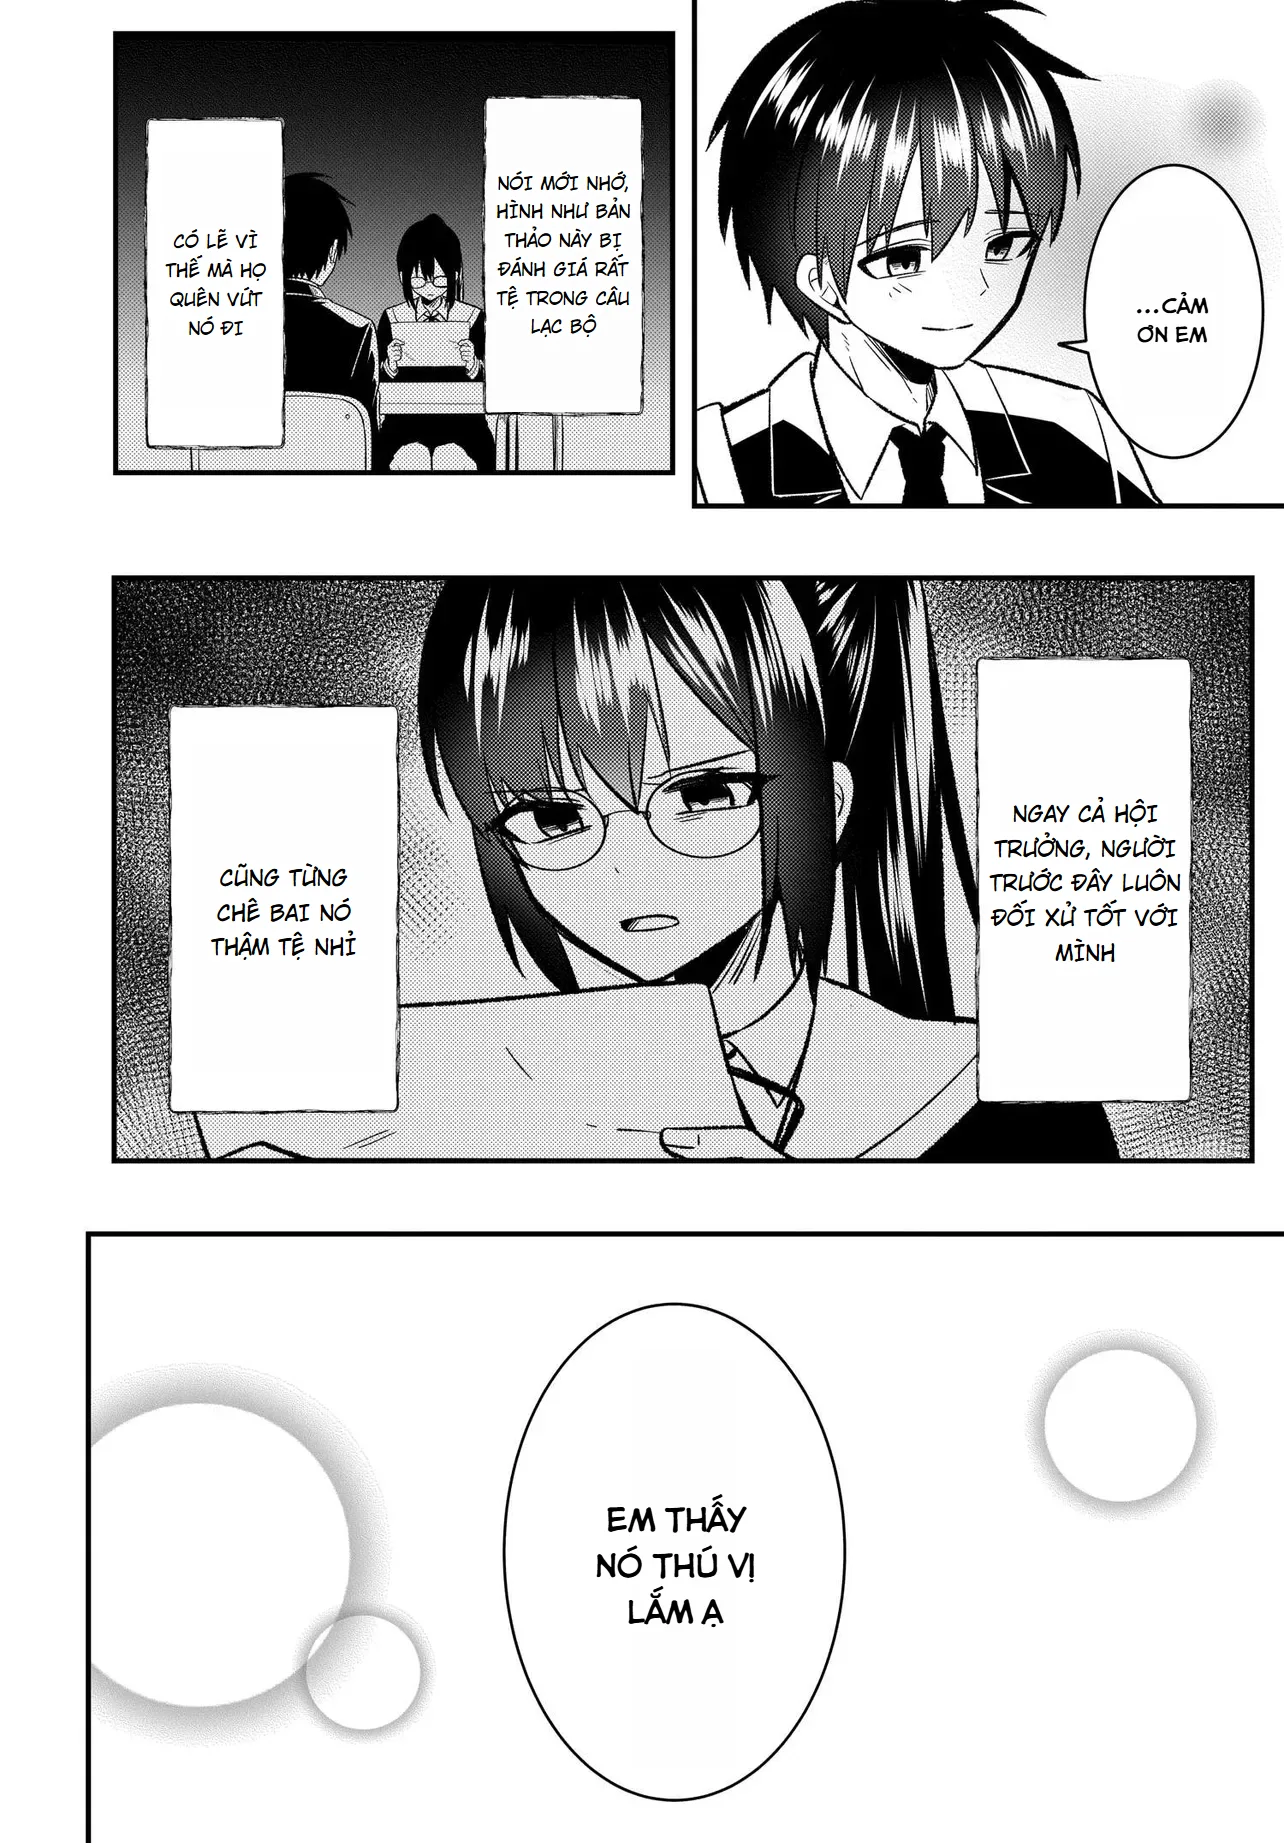 …CẢM
ƠN EM
NÓI MỚI NHỚ,
HÌNH NHƯ BẢN
THẢO NÀY BỊ
ĐÁNH GIÁ RẤT
TỆ TRONG CÂU
LẠC BỘ
CÓ LẼ VÌ
THẾ MÀ HỌ
QUÊN VỨT
NÓ ĐI
NGAY CẢ HỘI
TRƯỞNG, NGƯỜI
TRƯỚC ĐÂY LUÔN
ĐỐI XỬ TỐT VỚI
MÌNH
CŨNG TỪNG
CHÊ BAI NÓ
THẬM TỆ NHỈ
EM THẤY
NÓ THÚ VỊ
LẮM Ạ